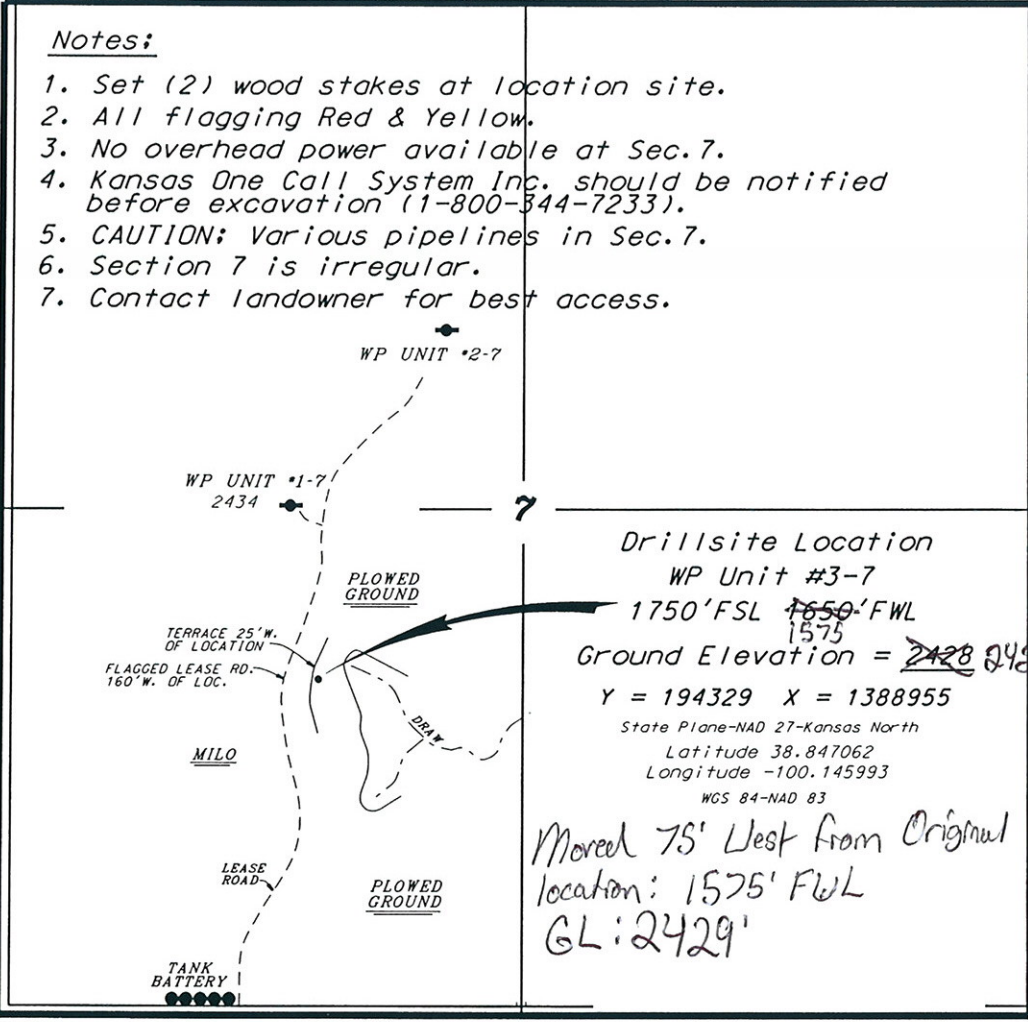 Notes:
1. Set (2) wood stakes at location site.
2. All flagging Red & Yellow.
3. No overhead power available at Sec.7.
4. Kansas One Call System Inc. should be notified
before excavation (1-800-344-7233).
5. CAUTION: Various pipelines in Sec.7.
6. Section 7 is irregular.
7. Contact landowner for best access.
WP UNIT #2-7
WP UNIT #1-7
2434
7
PLOWED
GROUND
TERRACE 25'W.
OF LOCATION
FLAGGED LEASE RD.
160'W. OF LOC.
DRAW
MILO
LEASE
ROAD
PLOWED
GROUND
TANK
BATTERY
Drillsite Location
WP Unit #3-7
1750'FSL 1650'FWL
1575
Ground Elevation = 2428 242
Y = 194329 X = 1388955
State Plane-NAD 27-Kansas North
Latitude 38.847062
Longitude -100.145993
WGS 84-NAD 83
Moved 75' West from Original
location: 1575' FWL
GL: 2429'